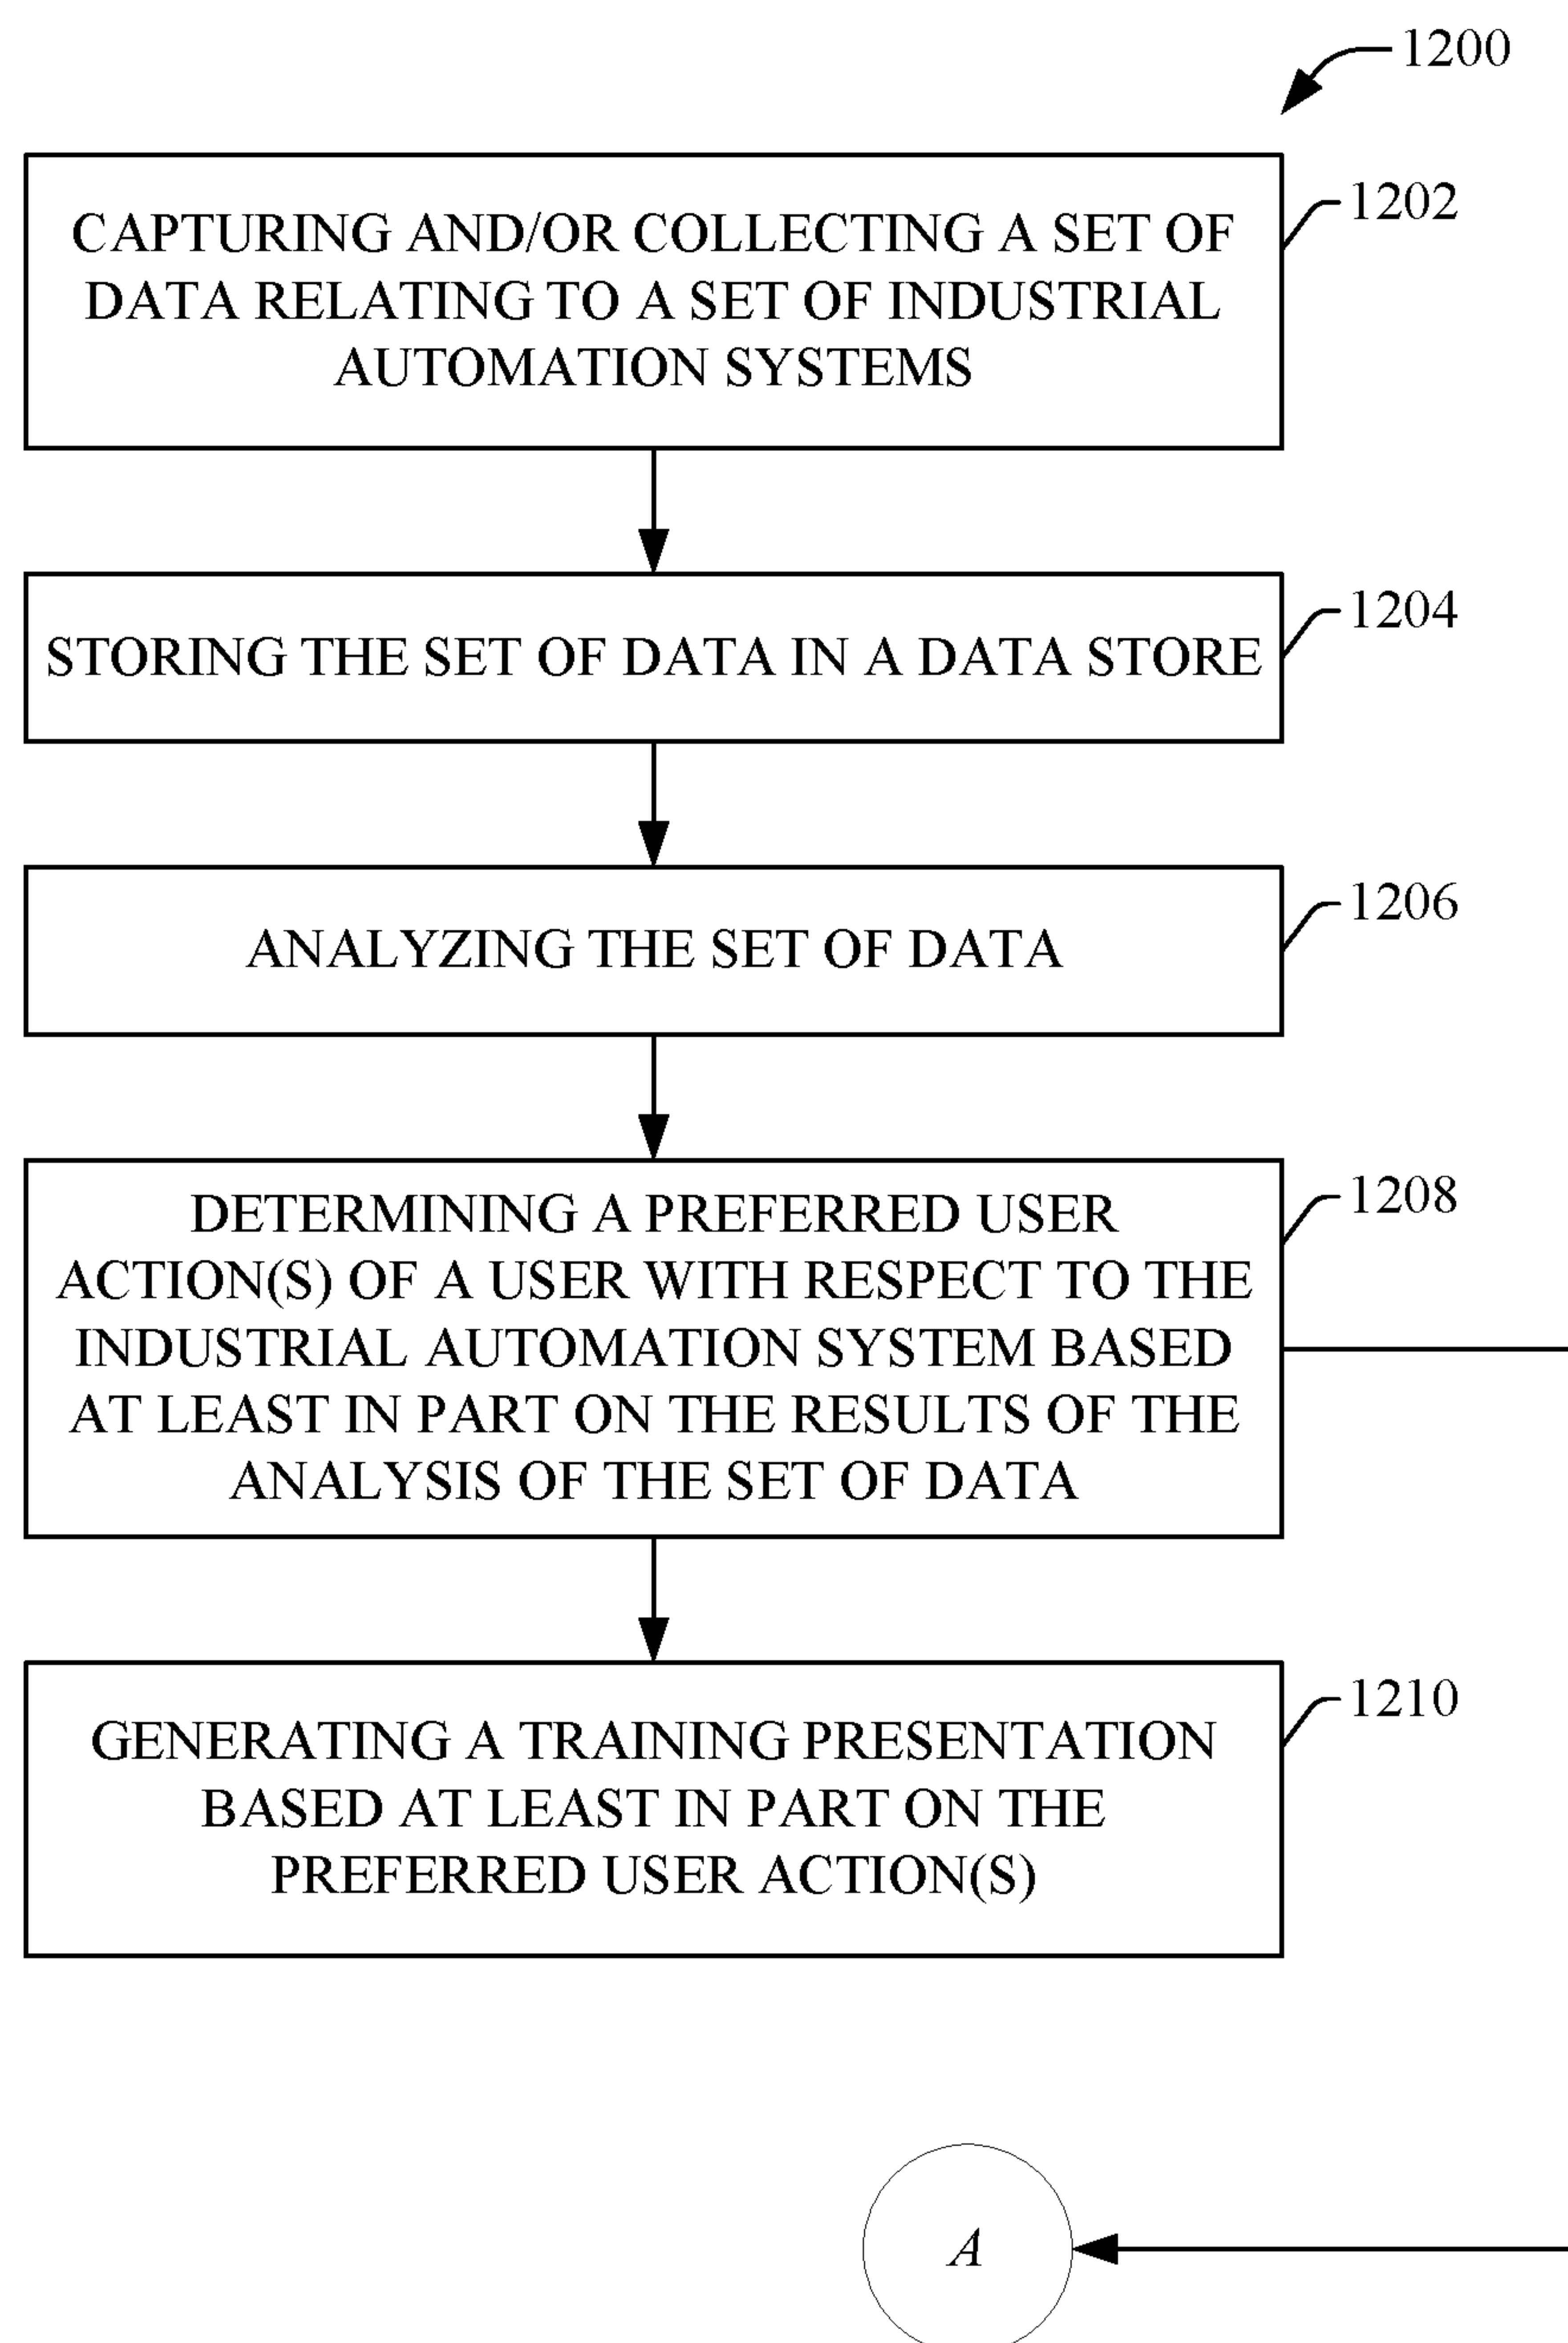 1200
CAPTURING AND/OR COLLECTING A SET OF
DATA RELATING TO A SET OF INDUSTRIAL
AUTOMATION SYSTEMS
1202
STORING THE SET OF DATA IN A DATA STORE
1204
ANALYZING THE SET OF DATA
1206
DETERMINING A PREFERRED USER
ACTION(S) OF A USER WITH RESPECT TO THE
INDUSTRIAL AUTOMATION SYSTEM BASED
AT LEAST IN PART ON THE RESULTS OF THE
ANALYSIS OF THE SET OF DATA
1208
GENERATING A TRAINING PRESENTATION
BASED AT LEAST IN PART ON THE
PREFERRED USER ACTION(S)
1210
A